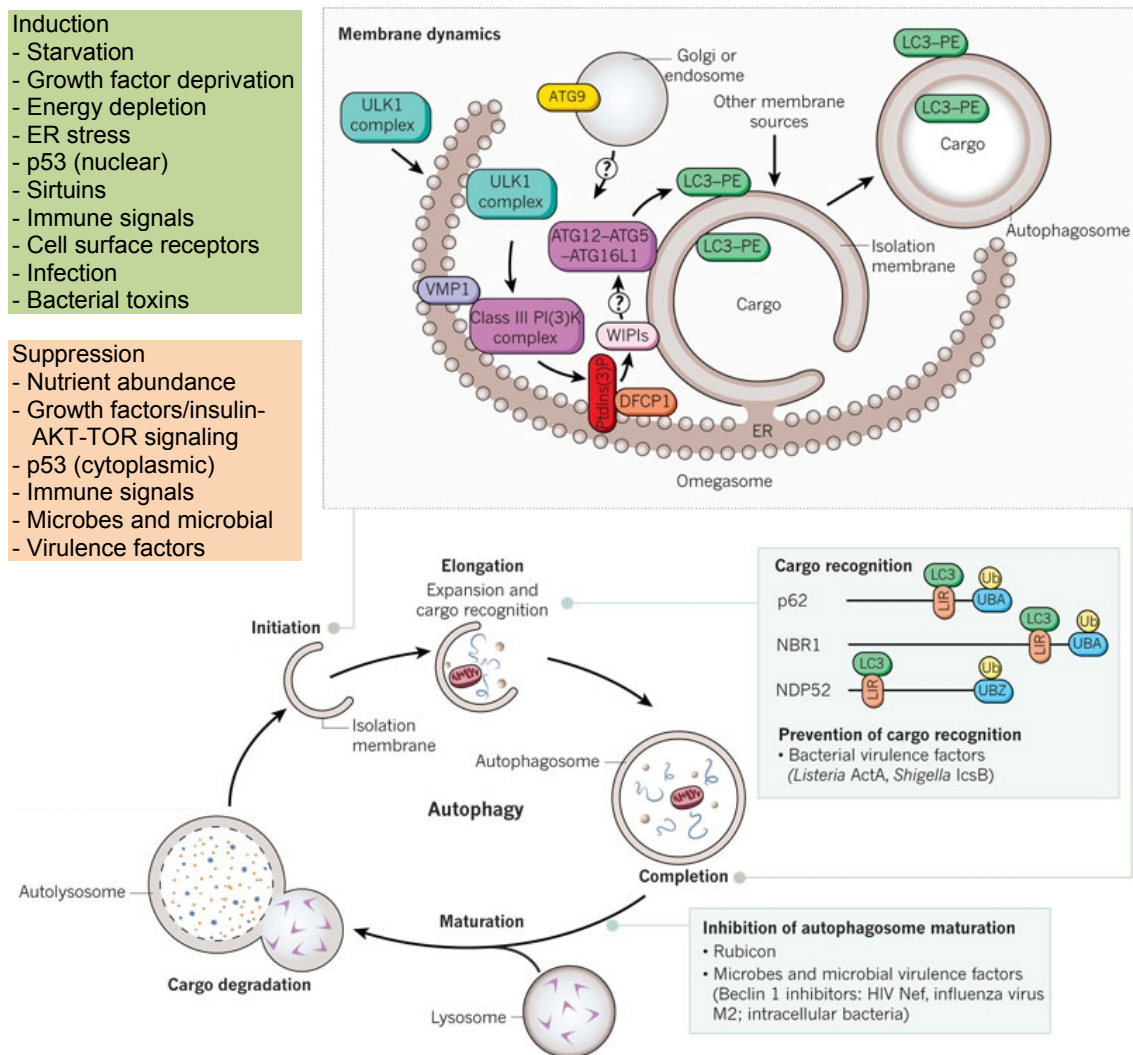 Induction
- Starvation
- Growth factor deprivation
- Energy depletion
- ER stress
- p53 (nuclear)
- Sirtuins
- Immune signals
- Cell surface receptors
- Infection
- Bacterial toxins
Suppression
- Nutrient abundance
- Growth factors/insulin-
AKT-TOR signaling
- p53 (cytoplasmic)
- Immune signals
- Microbes and microbial
- Virulence factors
Membrane dynamics
ULK1
complex
ATG9
Golgi or
endosome
Other membrane
sources
LC3–PE
LC3–PE
Cargo
Autophagosome
?
ULK1
complex
LC3–PE
ATG12–ATG5
–ATG16L1
LC3–PE
Isolation
membrane
Cargo
VMP1
Class III PI(3)K
complex
?
WIPIs
PtdIns(3)P
DFCP1
ER
Omegasome
Initiation
Isolation
membrane
Elongation
Expansion and
cargo recognition
Cargo recognition
p62
LC3
LIR
Ub
UBA
NBR1
LC3
LIR
Ub
UBA
NDP52
LC3
LIR
Ub
UBZ
Prevention of cargo recognition
• Bacterial virulence factors
(Listeria ActA, Shigella IcsB)
Autophagosome
Autophagy
Completion
Autolysosome
Cargo degradation
Maturation
Lysosome
Inhibition of autophagosome maturation
• Rubicon
• Microbes and microbial virulence factors
(Beclin 1 inhibitors: HIV Nef, influenza virus
M2; intracellular bacteria)